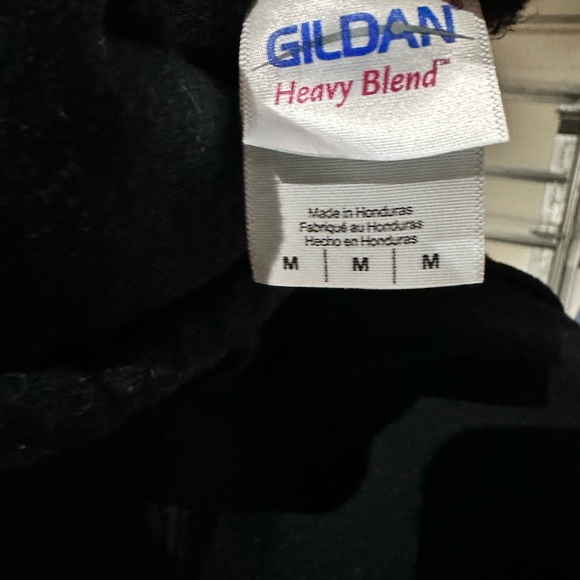 GILDAN
Heavy Blend™
Made in Honduras
Fabriqué au Honduras
Hecho en Honduras
M | M | M